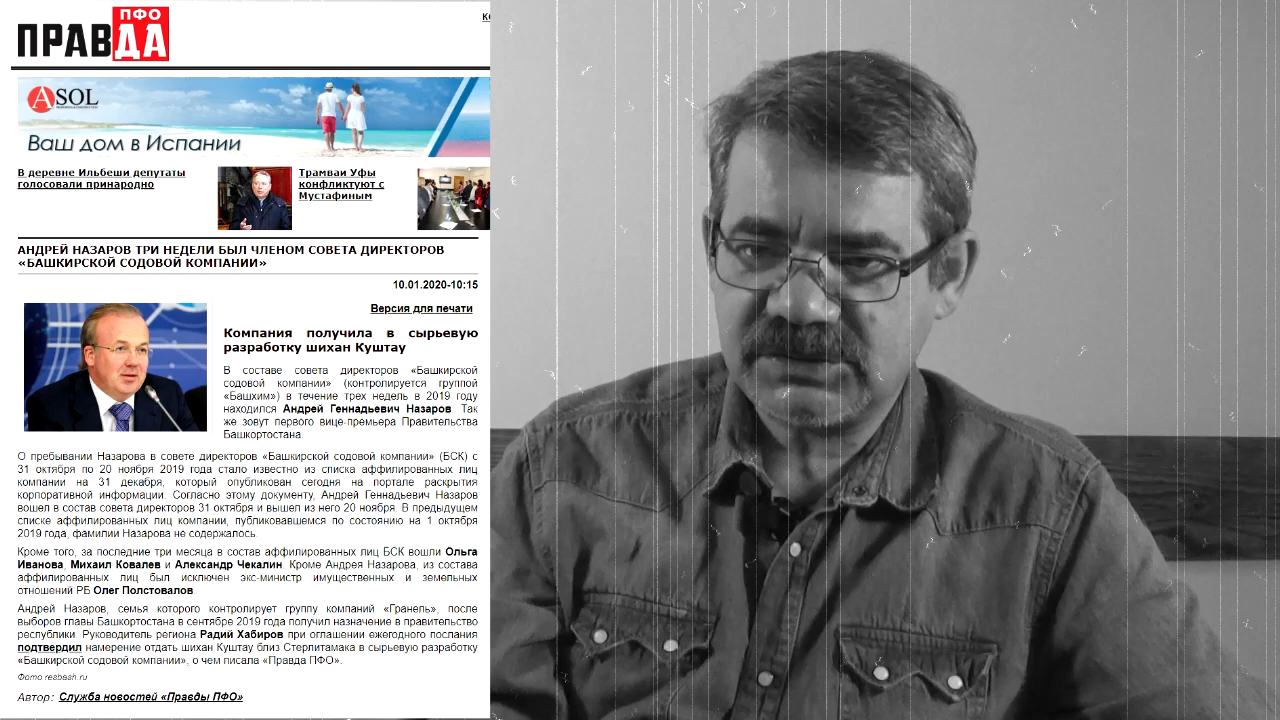 ПФО
ПРАВДА
ASOL
Ваш дом в Испании
В деревне Ильбеши депутаты
голосовали принародно
Трамваи Уфы
конфликтуют с
Мустафиным
АНДРЕЙ НАЗАРОВ ТРИ НЕДЕЛИ БЫЛ ЧЛЕНОМ СОВЕТА ДИРЕКТОРОВ
«БАШКИРСКОЙ СОДОВОЙ КОМПАНИИ»
10.01.2020-10:15
Версия для печати
Компания получила в сырьевую
разработку шихан Куштау
В составе совета директоров «Башкирской
содовой компании» (контролируется группой
«Башхим») в течение трех недель в 2019 году
находился Андрей Геннадьевич Назаров. Так
же зовут первого вице-премьера Правительства
Башкортостана.
О пребывании Назарова в совете директоров «Башкирской содовой компании» (БСК) с
31 октября по 20 ноября 2019 года стало известно из списка аффилированных лиц
компании на 31 декабря, который опубликован сегодня на портале раскрытия
корпоративной информации. Согласно этому документу, Андрей Геннадьевич Назаров
вошел в состав совета директоров 31 октября и вышел из него 20 ноября. В предыдущем
списке аффилированных лиц компании, публиковавшемся по состоянию на 1 октября
2019 года, фамилии Назарова не содержалось.
Кроме того, за последние три месяца в состав аффилированных лиц БСК вошли Ольга
Иванова, Михаил Ковалев и Александр Чекалин. Кроме Андрея Назарова, из состава
аффилированных лиц был исключен экс-министр имущественных и земельных
отношений РБ Олег Полстовалов.
Андрей Назаров, семья которого контролирует группу компаний «Гранель», после
выборов главы Башкортостана в сентябре 2019 года получил назначение в правительство
республики. Руководитель региона Радий Хабиров при оглашении ежегодного послания
подтвердил намерение отдать шихан Куштау близ Стерлитамака в сырьевую разработку
«Башкирской содовой компании», о чем писала «Правда ПФО».
Фото resbash.ru
Автор: Служба новостей «Правды ПФО»